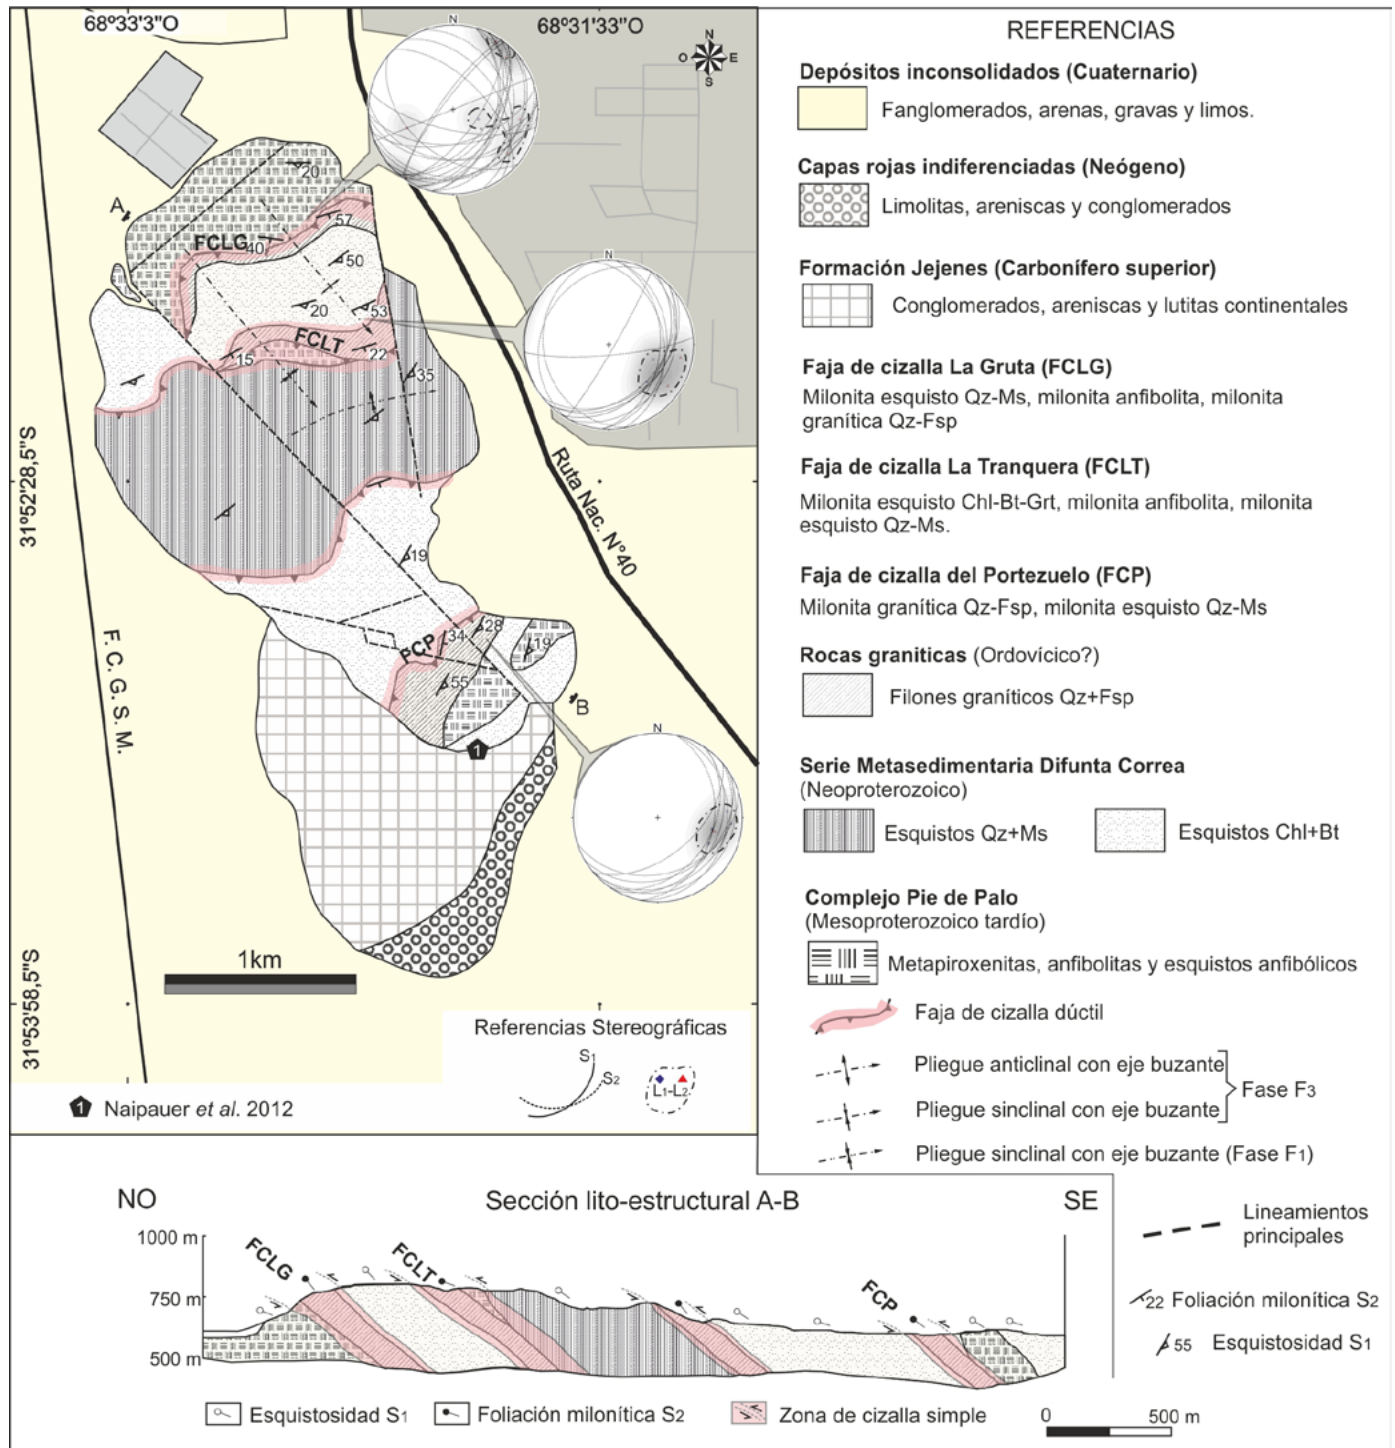 68º33'3"O
68º31'33"O
N
O E
S
N
A
20
57
FCLG
40
50
20
53
FCLT
15
22
35
N
31º52'28,5"S
Ruta Nac. N°40
19
28
34
FCP
19
55
B
F. C. G. S. M.
1
N
1km
31º53'58,5"S
Referencias Stereográficas
S1
S2
L1-L2
1 Naipauer et al. 2012
REFERENCIAS
Depósitos inconsolidados (Cuaternario)
Fanglomerados, arenas, gravas y limos.
Capas rojas indiferenciadas (Neógeno)
Limolitas, areniscas y conglomerados
Formación Jejenes (Carbonífero superior)
Conglomerados, areniscas y lutitas continentales
Faja de cizalla La Gruta (FCLG)
Milonita esquisto Qz-Ms, milonita anfibolita, milonita
granítica Qz-Fsp
Faja de cizalla La Tranquera (FCLT)
Milonita esquisto Chl-Bt-Grt, milonita anfibolita, milonita
esquisto Qz-Ms.
Faja de cizalla del Portezuelo (FCP)
Milonita granítica Qz-Fsp, milonita esquisto Qz-Ms
Rocas graniticas (Ordovícico?)
Filones graníticos Qz+Fsp
Serie Metasedimentaria Difunta Correa
(Neoproterozoico)
Esquistos Qz+Ms
Esquistos Chl+Bt
Complejo Pie de Palo
(Mesoproterozoico tardío)
Metapiroxenitas, anfibolitas y esquistos anfibólicos
Faja de cizalla dúctil
Pliegue anticlinal con eje buzante
Pliegue sinclinal con eje buzante
Fase F3
Pliegue sinclinal con eje buzante (Fase F1)
Lineamientos
principales
22 Foliación milonítica S2
55 Esquistosidad S1
NO
Sección lito-estructural A-B
SE
1000 m
750 m
500 m
FCLG
FCLT
FCP
Esquistosidad S1
Foliación milonítica S2
Zona de cizalla simple
0 500 m